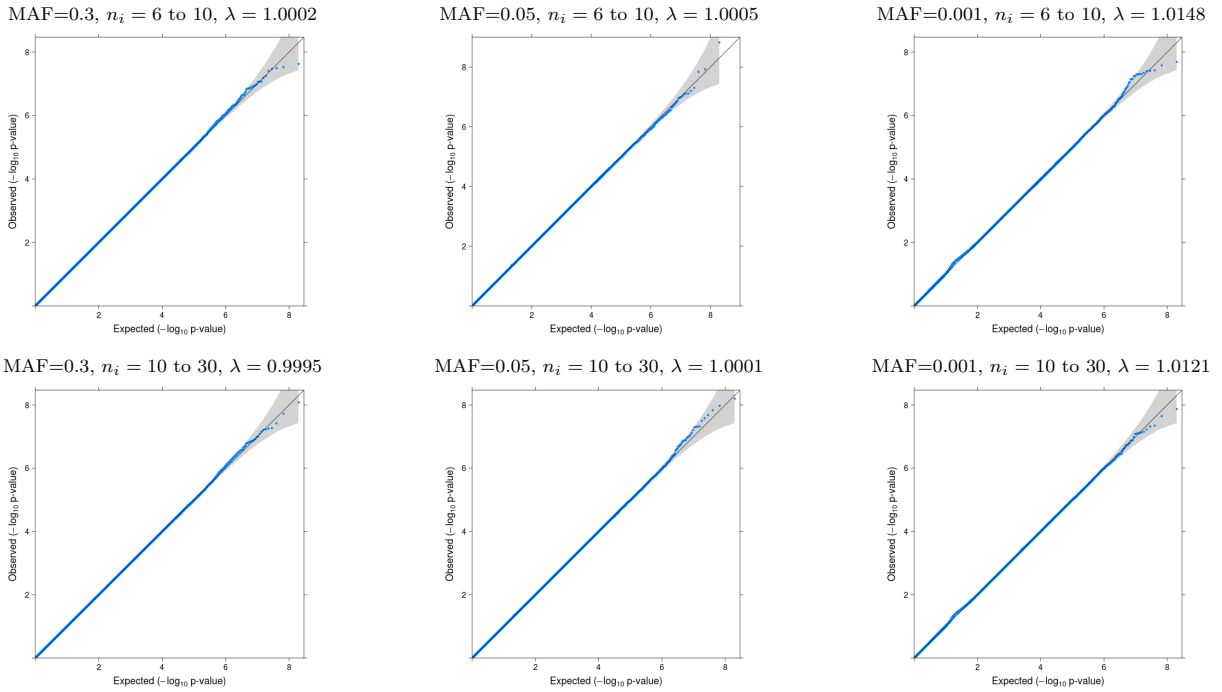 MAF=0.3, nᵢ = 6 to 10, λ = 1.0002
Observed (−log₁₀ p-value)
8
6
4
2
2 4 6 8
Expected (−log₁₀ p-value)
MAF=0.05, nᵢ = 6 to 10, λ = 1.0005
Observed (−log₁₀ p-value)
8
6
4
2
2 4 6 8
Expected (−log₁₀ p-value)
MAF=0.001, nᵢ = 6 to 10, λ = 1.0148
Observed (−log₁₀ p-value)
8
6
4
2
2 4 6 8
Expected (−log₁₀ p-value)
MAF=0.3, nᵢ = 10 to 30, λ = 0.9995
Observed (−log₁₀ p-value)
8
6
4
2
2 4 6 8
Expected (−log₁₀ p-value)
MAF=0.05, nᵢ = 10 to 30, λ = 1.0001
Observed (−log₁₀ p-value)
8
6
4
2
2 4 6 8
Expected (−log₁₀ p-value)
MAF=0.001, nᵢ = 10 to 30, λ = 1.0121
Observed (−log₁₀ p-value)
8
6
4
2
2 4 6 8
Expected (−log₁₀ p-value)